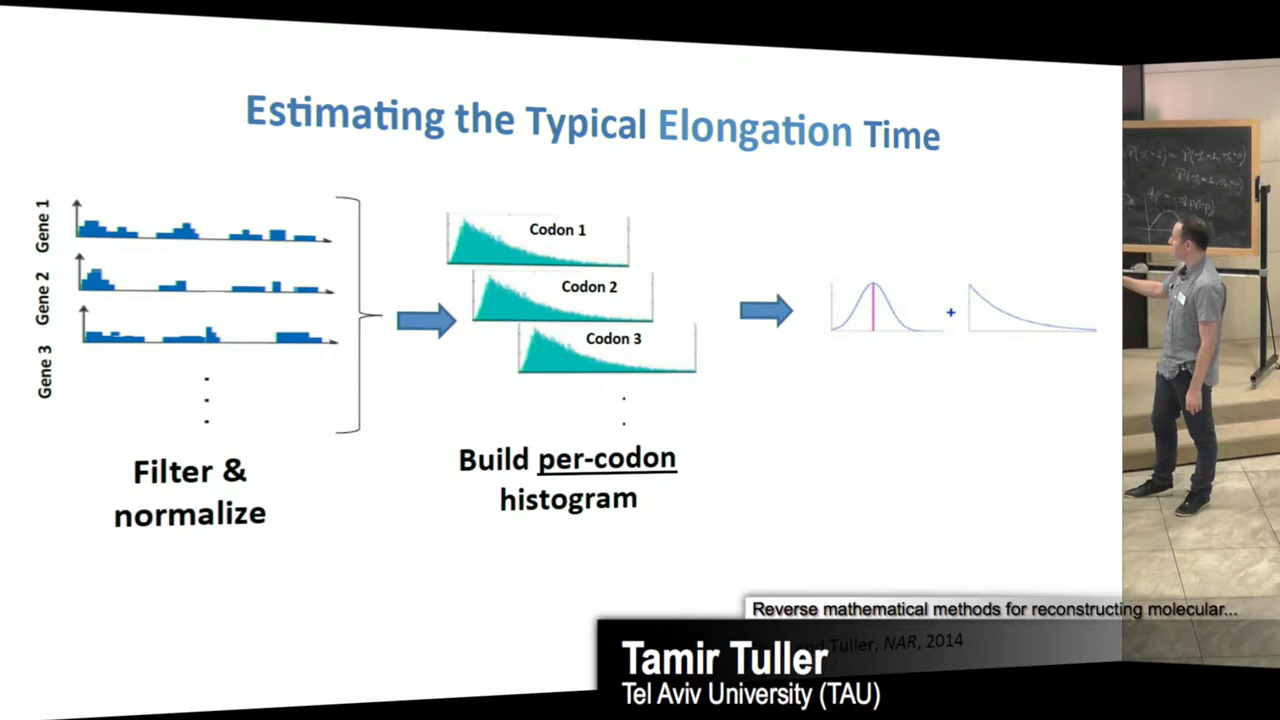 Estimating the Typical Elongation Time
Gene 1
Gene 2
Gene 3
Codon 1
Codon 2
Codon 3
+
Filter &
normalize
Build per-codon
histogram
Reverse mathematical methods for reconstructing molecular...
Tuller, NAR, 2014
Tamir Tuller
Tel Aviv University (TAU)